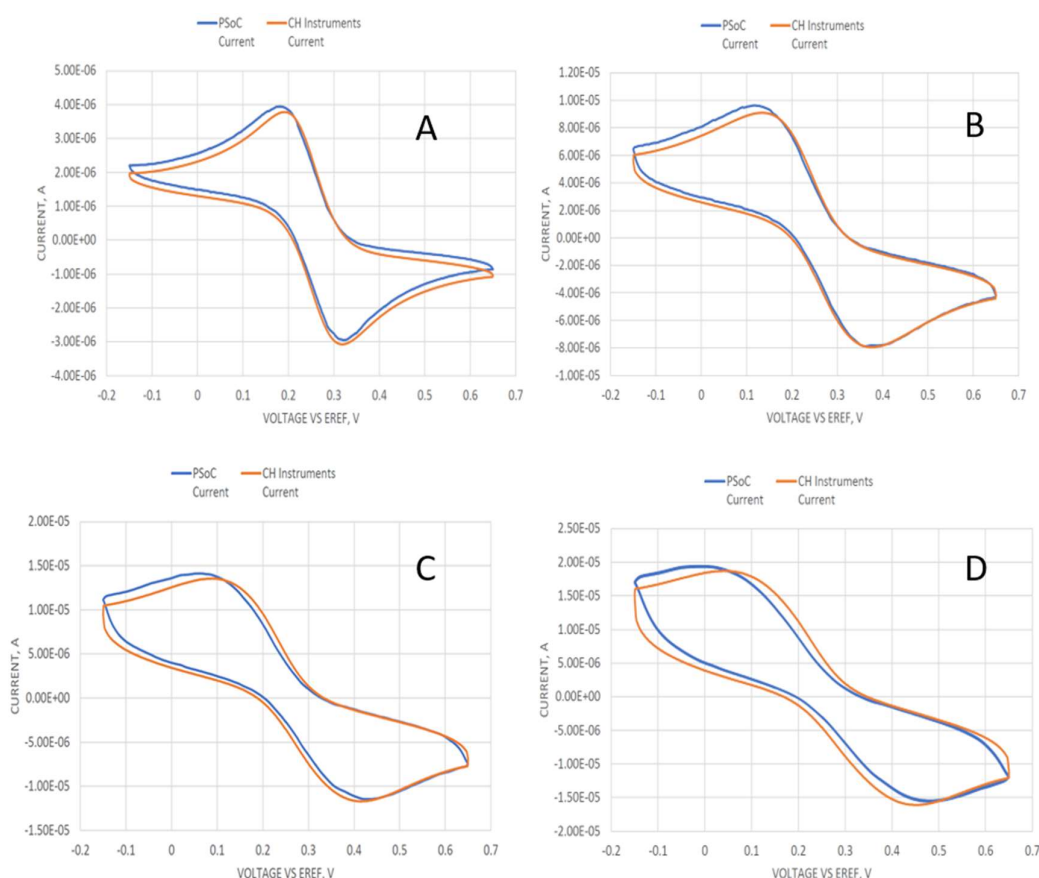 PSoC CH Instruments
Current Current
5.00E-06
4.00E-06
3.00E-06
2.00E-06
1.00E-06
0.00E+00
-1.00E-06
-2.00E-06
-3.00E-06
-4.00E-06
CURRENT, A
A
-0.2 -0.1 0 0.1 0.2 0.3 0.4 0.5 0.6 0.7
VOLTAGE VS EREF, V
PSoC CH Instruments
Current Current
1.20E-05
1.00E-05
8.00E-06
6.00E-06
4.00E-06
2.00E-06
0.00E+00
-2.00E-06
-4.00E-06
-6.00E-06
-8.00E-06
-1.00E-05
CURRENT, A
B
-0.2 -0.1 0 0.1 0.2 0.3 0.4 0.5 0.6 0.7
VOLTAGE VS EREF, V
PSoC CH Instruments
Current Current
2.00E-05
1.50E-05
1.00E-05
5.00E-06
0.00E+00
-5.00E-06
-1.00E-05
-1.50E-05
CURRENT, A
C
-0.2 -0.1 0 0.1 0.2 0.3 0.4 0.5 0.6 0.7
VOLTAGE VS EREF, V
PSoC CH Instruments
Current Current
2.50E-05
2.00E-05
1.50E-05
1.00E-05
5.00E-06
0.00E+00
-5.00E-06
-1.00E-05
-1.50E-05
-2.00E-05
CURRENT, A
D
-0.2 -0.1 0 0.1 0.2 0.3 0.4 0.5 0.6 0.7
VOLTAGE VS EREF, V